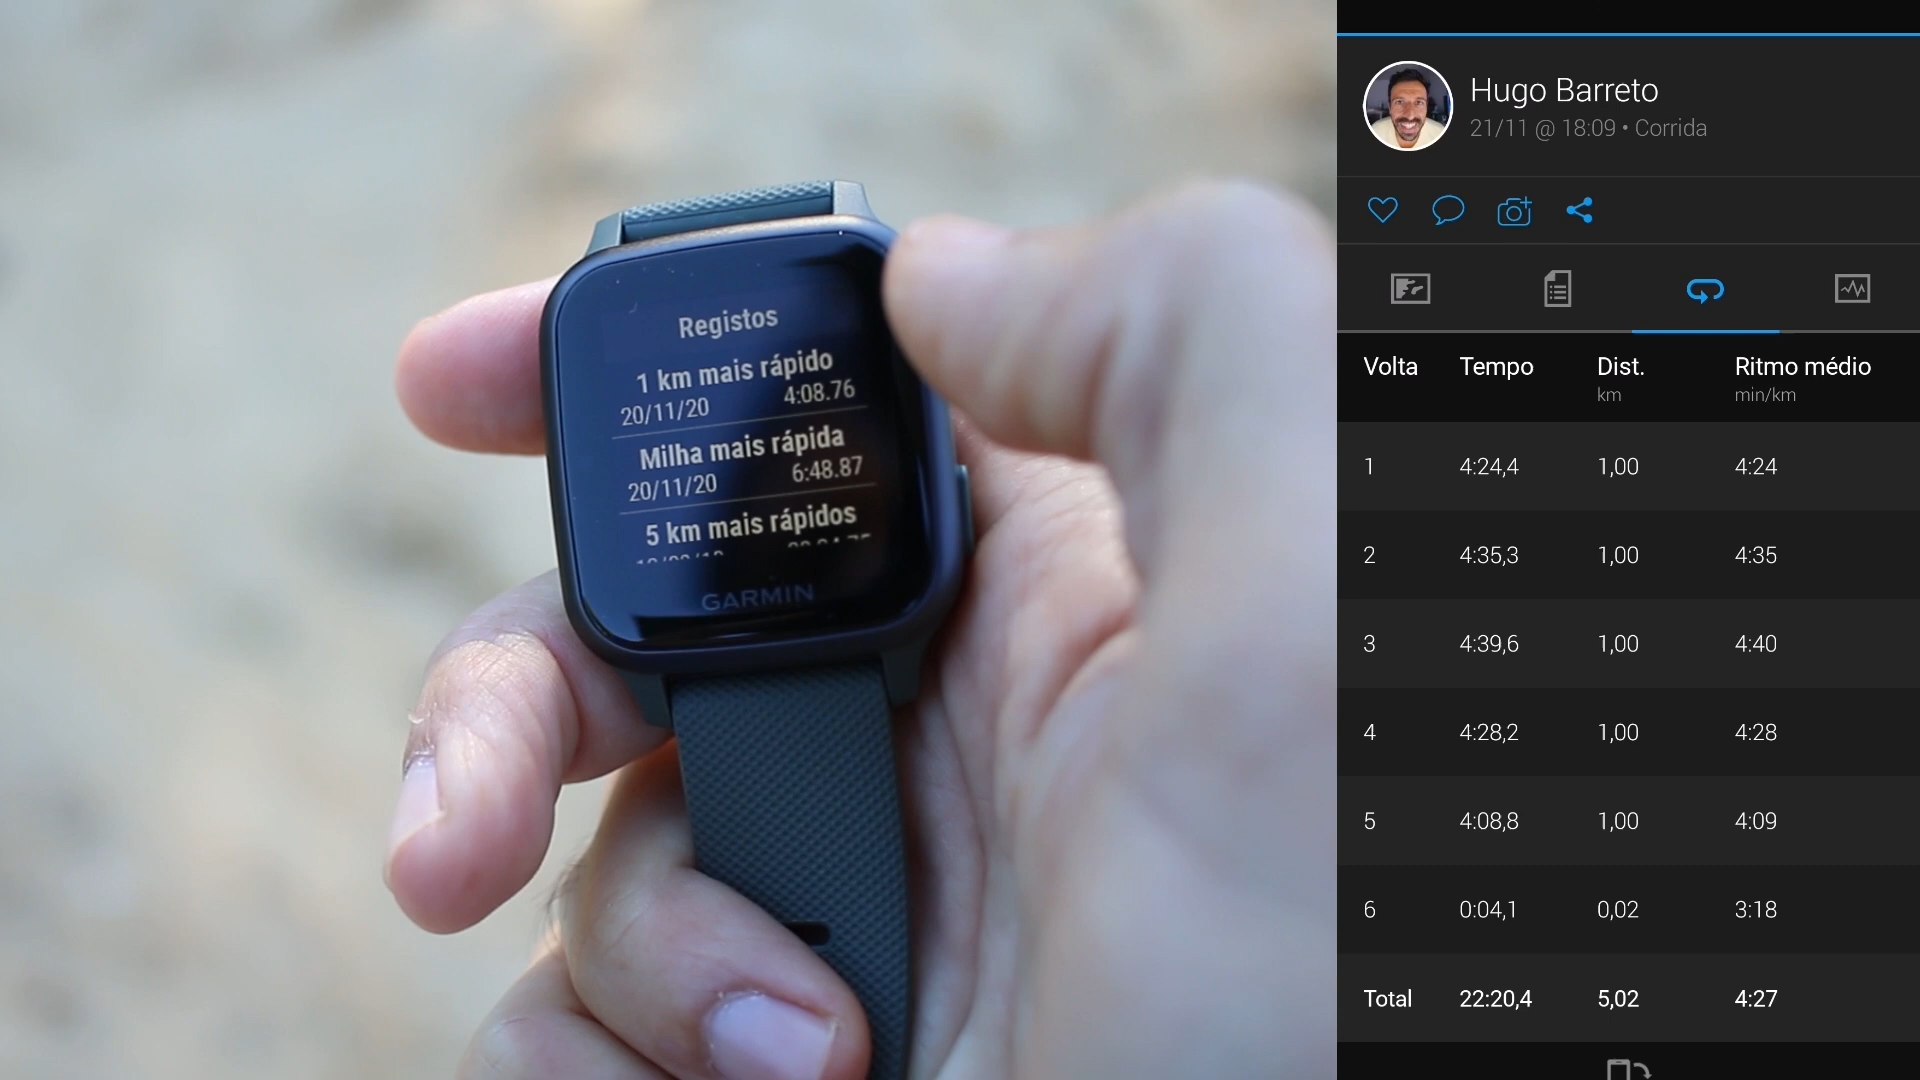 Registos
1 km mais rápido
20/11/20 4:08.76
Milha mais rápida
20/11/20 6:48.87
5 km mais rápidos
GARMIN
Hugo Barreto
21/11 @ 18:09 • Corrida
Volta Tempo Dist. Ritmo médio
km min/km
1 4:24,4 1,00 4:24
2 4:35,3 1,00 4:35
3 4:39,6 1,00 4:40
4 4:28,2 1,00 4:28
5 4:08,8 1,00 4:09
6 0:04,1 0,02 3:18
Total 22:20,4 5,02 4:27